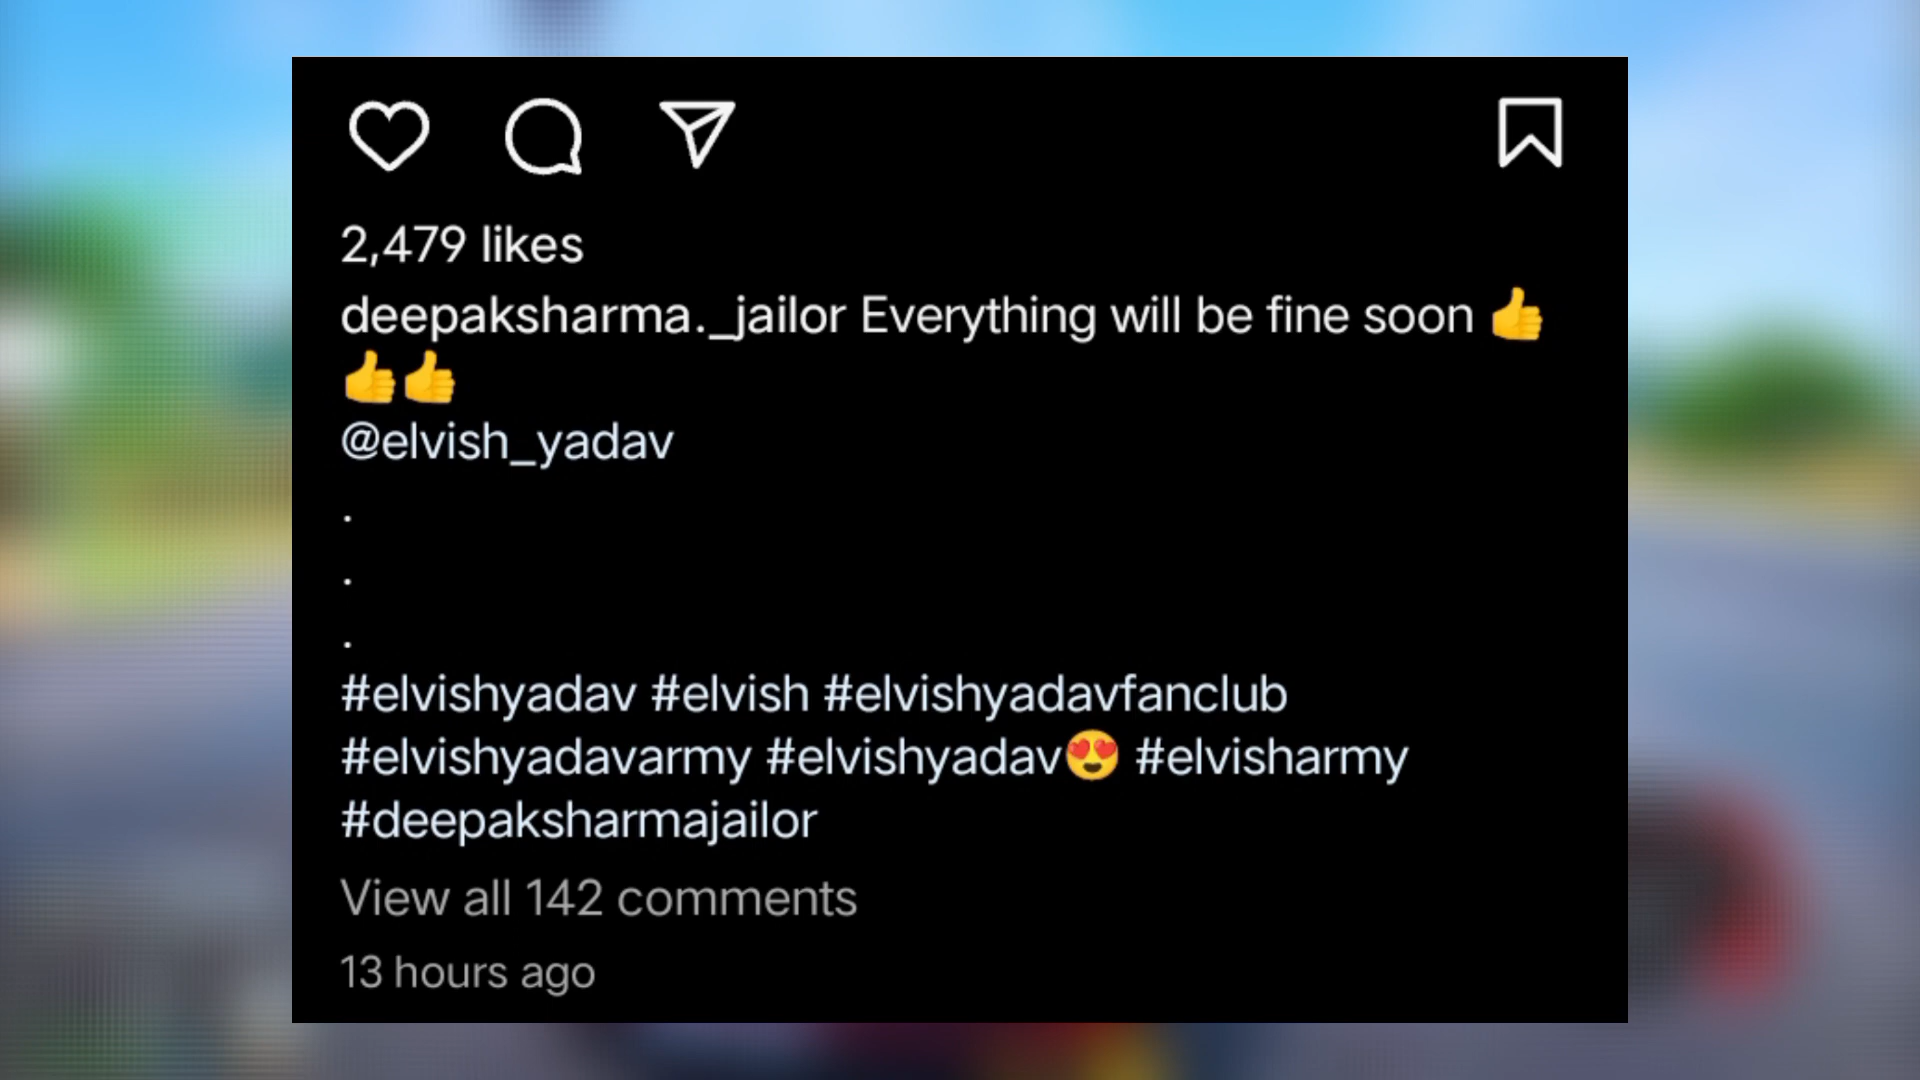 2,479 likes
deepaksharma._jailor Everything will be fine soon 👍
👍👍
@elvish_yadav
.
.
.
#elvishyadav #elvish #elvishyadavfanclub
#elvishyadavarmy #elvishyadav😍 #elvisharmy
#deepaksharmajailor
View all 142 comments
13 hours ago